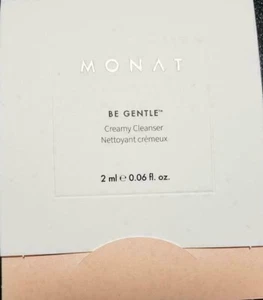 MONAT
BE GENTLE™
Creamy Cleanser
Nettoyant crémeux
2 ml ℮ 0.06 fl. oz.